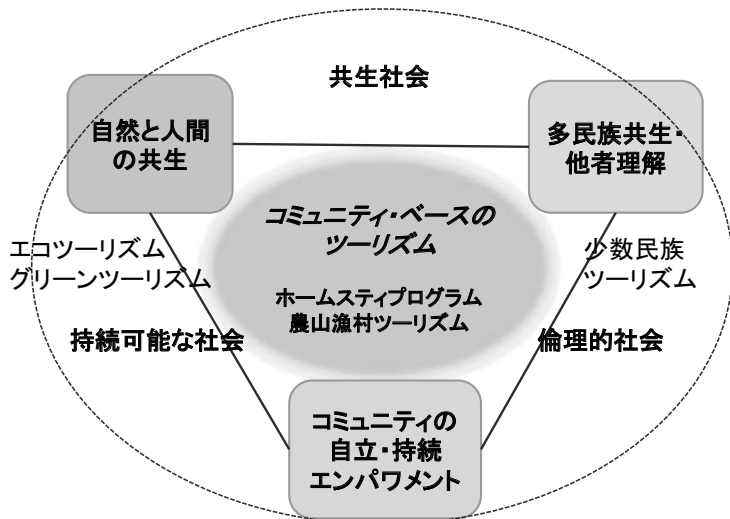 共生社会
自然と人間
の共生
多民族共生・
他者理解
コミュニティ・ベースの
ツーリズム
ホームスティプログラム
農山漁村ツーリズム
エコツーリズム
グリーンツーリズム
少数民族
ツーリズム
持続可能な社会
倫理的社会
コミュニティの
自立・持続
エンパワメント